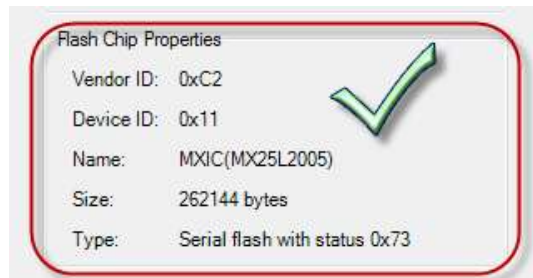 Flash Chip Properties
Vendor ID: 0xC2
Device ID: 0x11
Name: MXIC(MX25L2005)
Size: 262144 bytes
Type: Serial flash with status 0x73